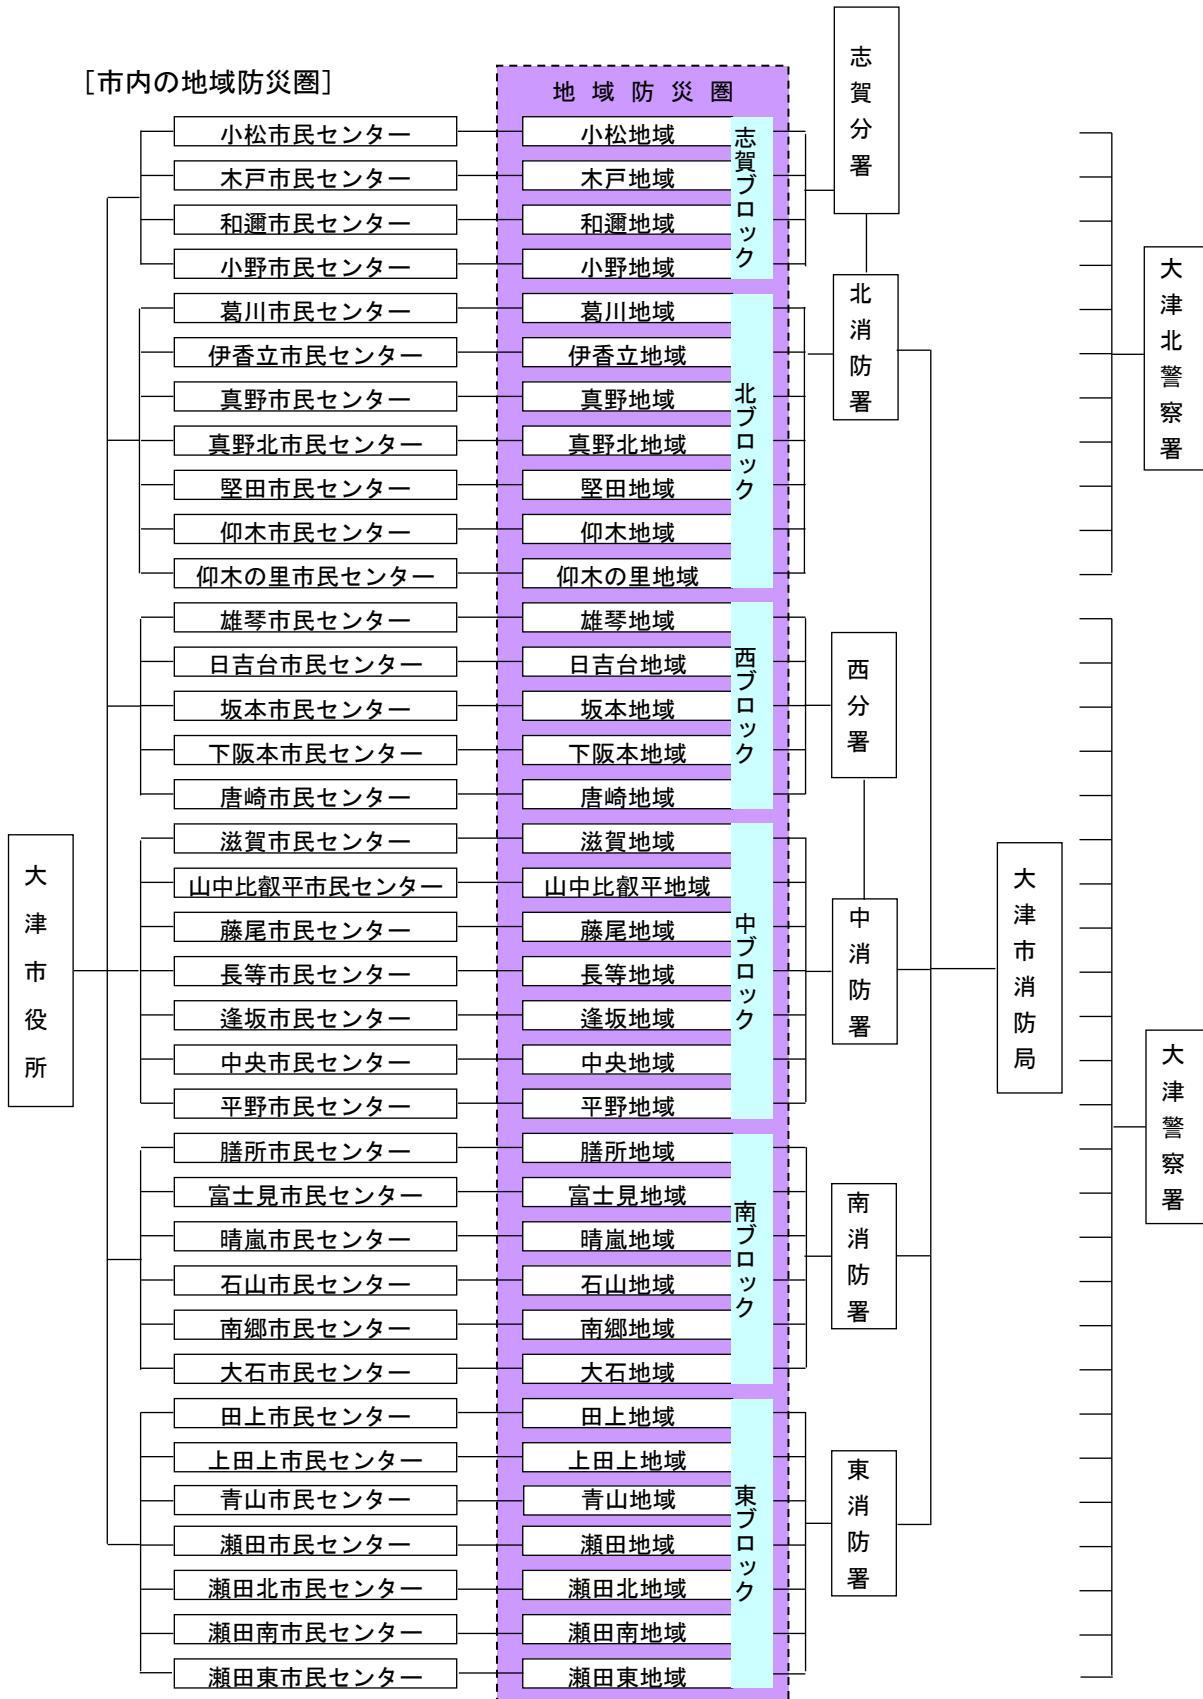 ［市内の地域防災圏］
地域防災圏
志賀分署
小松市民センター 小松地域
木戸市民センター 木戸地域
和邇市民センター 和邇地域
小野市民センター 小野地域
志賀ブロック
葛川市民センター 葛川地域
伊香立市民センター 伊香立地域
真野市民センター 真野地域
真野北市民センター 真野北地域
堅田市民センター 堅田地域
仰木市民センター 仰木地域
仰木の里市民センター 仰木の里地域
北ブロック
北消防署
大津北警察署
雄琴市民センター 雄琴地域
日吉台市民センター 日吉台地域
坂本市民センター 坂本地域
下阪本市民センター 下阪本地域
唐崎市民センター 唐崎地域
西ブロック
西分署
滋賀市民センター 滋賀地域
山中比叡平市民センター 山中比叡平地域
藤尾市民センター 藤尾地域
長等市民センター 長等地域
逢坂市民センター 逢坂地域
中央市民センター 中央地域
平野市民センター 平野地域
中ブロック
中消防署
大津市役所
大津市消防局
大津警察署
膳所市民センター 膳所地域
富士見市民センター 富士見地域
晴嵐市民センター 晴嵐地域
石山市民センター 石山地域
南郷市民センター 南郷地域
大石市民センター 大石地域
南ブロック
南消防署
田上市民センター 田上地域
上田上市民センター 上田上地域
青山市民センター 青山地域
瀬田市民センター 瀬田地域
瀬田北市民センター 瀬田北地域
瀬田南市民センター 瀬田南地域
瀬田東市民センター 瀬田東地域
東ブロック
東消防署